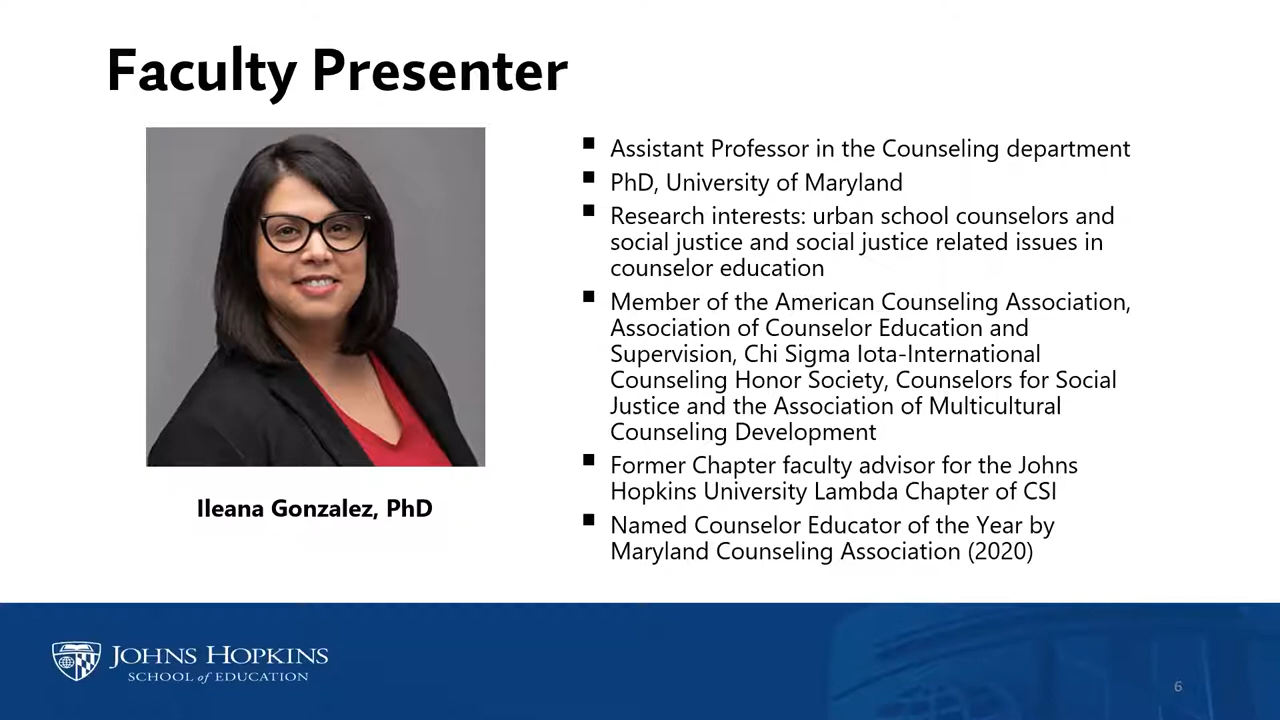 Faculty Presenter
Ileana Gonzalez, PhD
▪ Assistant Professor in the Counseling department
▪ PhD, University of Maryland
▪ Research interests: urban school counselors and
social justice and social justice related issues in
counselor education
▪ Member of the American Counseling Association,
Association of Counselor Education and
Supervision, Chi Sigma Iota-International
Counseling Honor Society, Counselors for Social
Justice and the Association of Multicultural
Counseling Development
▪ Former Chapter faculty advisor for the Johns
Hopkins University Lambda Chapter of CSI
▪ Named Counselor Educator of the Year by
Maryland Counseling Association (2020)
JOHNS HOPKINS
SCHOOL of EDUCATION
6